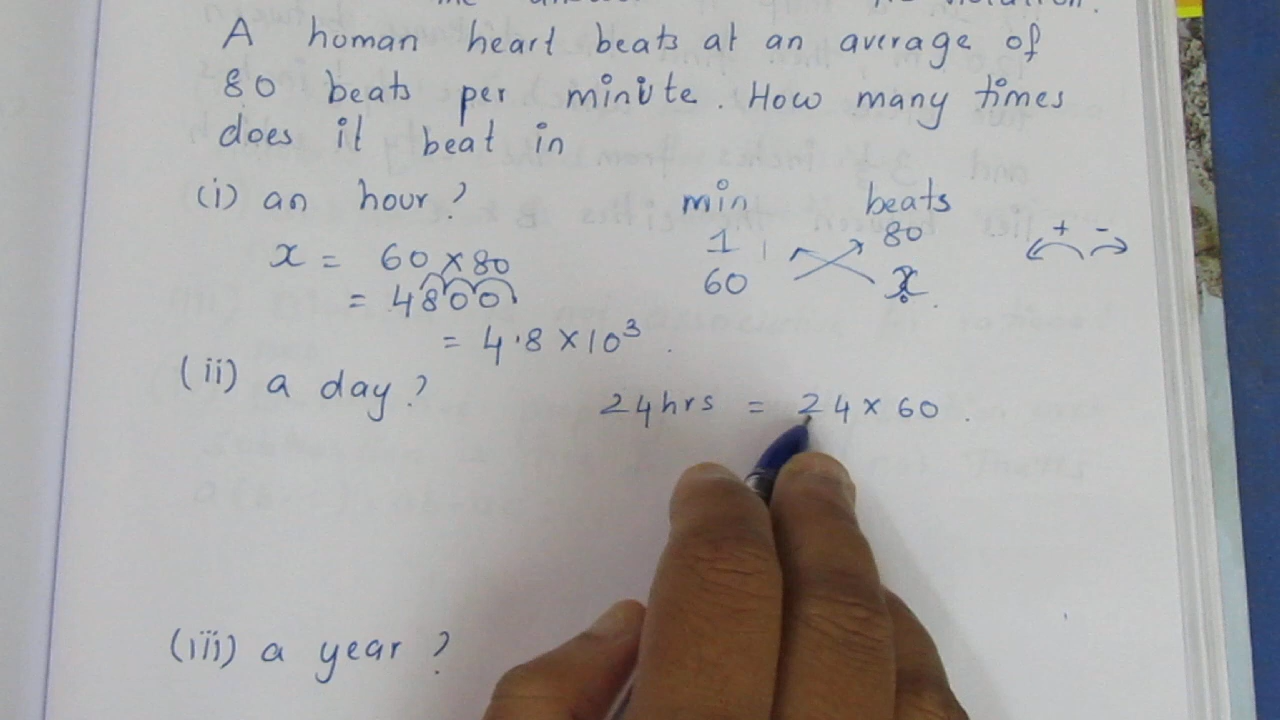 A human heart beats at an average of
80 beats per minute. How many times
does it beat in
(i) an hour?
min beats
1 80
60 x
+ -
x = 60 × 80
= 4800
= 4.8 × 10³.
(ii) a day?
24hrs = 24 × 60.
(iii) a year?